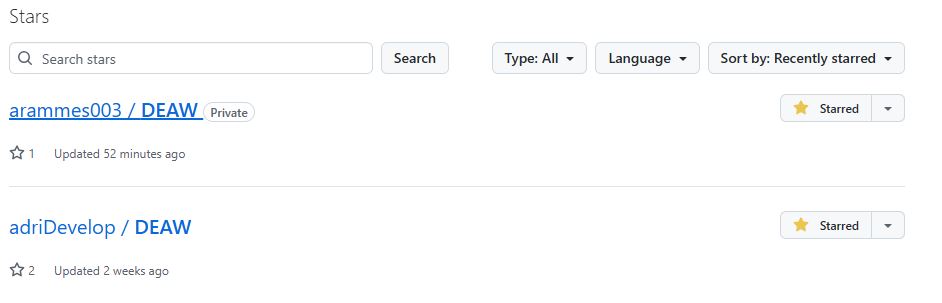 Stars
Search stars Search Type: All Language Sort by: Recently starred
arammes003 / DEAW Private Starred
1 Updated 52 minutes ago
adriDevelop / DEAW Starred
2 Updated 2 weeks ago